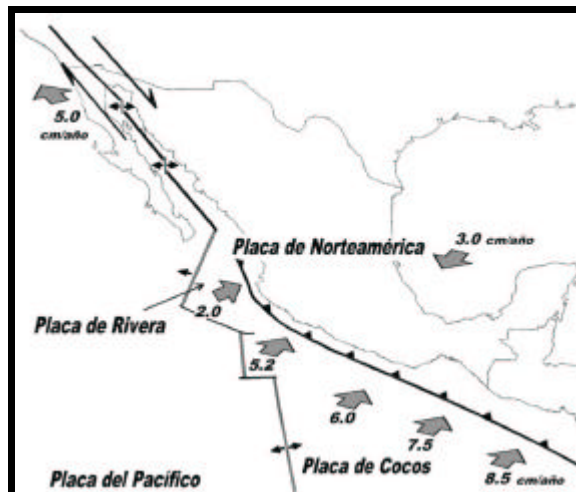 5.0
cm/año
Placa de Norteamérica
3.0 cm/año
Placa de Rivera
2.0
5.2
6.0
7.5
8.5 cm/año
Placa de Cocos
Placa del Pacífico